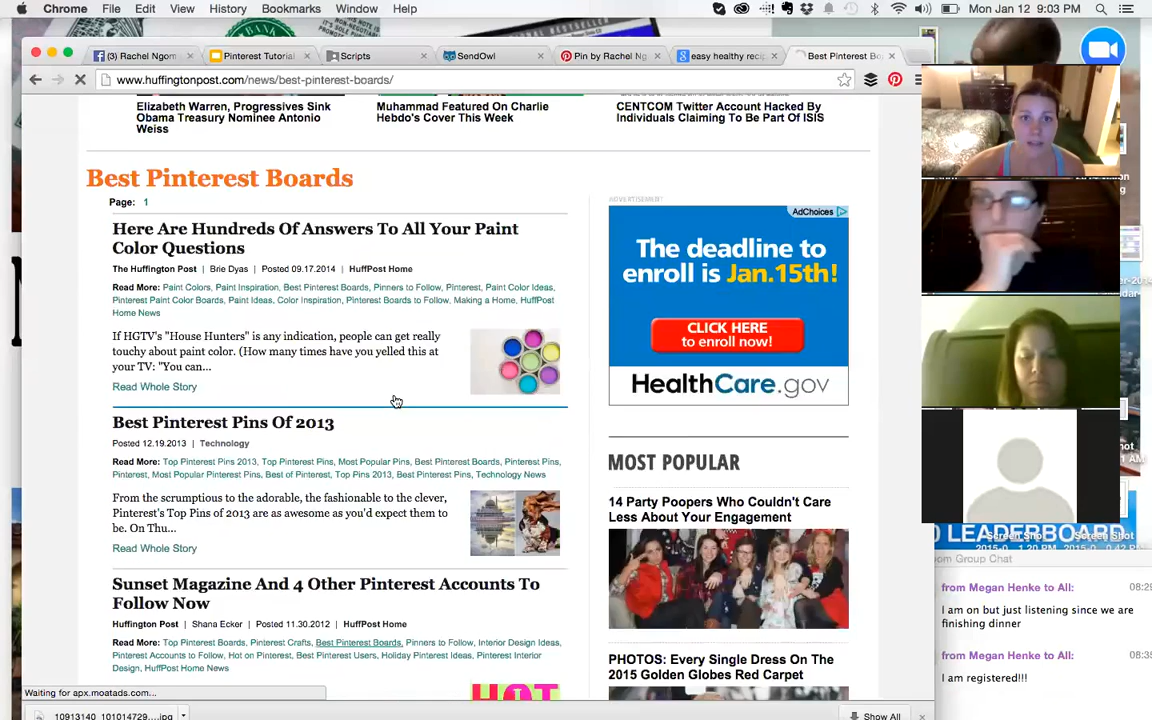 Chrome File Edit View History Bookmarks Window Help
Mon Jan 12 9:03 PM
(3) Rachel Ngom
Pinterest Tutorial
Scripts
SendOwl
Pin by Rachel Ng
easy healthy reci
Best Pinterest Bo
www.huffingtonpost.com/news/best-pinterest-boards/
Elizabeth Warren, Progressives Sink
Obama Treasury Nominee Antonio
Weiss
Muhammad Featured On Charlie
Hebdo's Cover This Week
CENTCOM Twitter Account Hacked By
Individuals Claiming To Be Part Of ISIS
Best Pinterest Boards
Page: 1
Here Are Hundreds Of Answers To All Your Paint
Color Questions
The Huffington Post | Brie Dyas | Posted 09.17.2014 | HuffPost Home
Read More: Paint Colors, Paint Inspiration, Best Pinterest Boards, Pinners to Follow, Pinterest, Paint Color Ideas,
Pinterest Paint Color Boards, Paint Ideas, Color Inspiration, Pinterest Boards to Follow, Making a Home, HuffPost
Home News
If HGTV's "House Hunters" is any indication, people can get really
touchy about paint color. (How many times have you yelled this at
your TV: "You can...
Read Whole Story
Best Pinterest Pins Of 2013
Posted 12.19.2013 | Technology
Read More: Top Pinterest Pins 2013, Top Pinterest Pins, Most Popular Pins, Best Pinterest Boards, Pinterest Pins,
Pinterest, Most Popular Pinterest Pins, Best of Pinterest, Top Pins 2013, Best Pinterest Pins, Technology News
From the scrumptious to the adorable, the fashionable to the clever,
Pinterest's Top Pins of 2013 are as awesome as you'd expect them to
be. On Thu...
Read Whole Story
Sunset Magazine And 4 Other Pinterest Accounts To
Follow Now
Huffington Post | Shana Ecker | Posted 11.30.2012 | HuffPost Home
Read More: Top Pinterest Boards, Pinterest Crafts, Best Pinterest Boards, Pinners to Follow, Interior Design Ideas,
Pinterest Accounts to Follow, Hot on Pinterest, Best Pinterest Users, Holiday Pinterest Ideas, Pinterest Interior
Design, HuffPost Home News
HOT
ADVERTISEMENT
AdChoices
The deadline to
enroll is Jan.15th!
CLICK HERE
to enroll now!
HealthCare.gov
MOST POPULAR
14 Party Poopers Who Couldn't Care
Less About Your Engagement
PHOTOS: Every Single Dress On The
2015 Golden Globes Red Carpet
Waiting for apx.moatads.com...
10913140_101014729....jpg
Show All
LEADERBOARD
Screen Shot
Screen Shot
om Group Chat
from Megan Henke to All: 08:29
I am on but just listening since we are
finishing dinner
from Megan Henke to All:
I am registered!!!